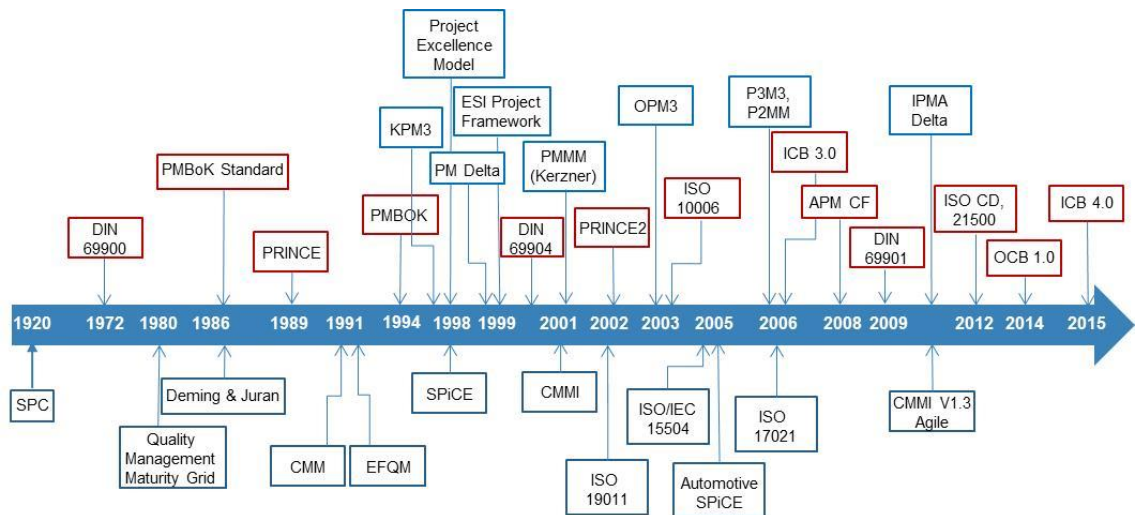 Project
Excellence
Model
ESI Project
Framework
OPM3
P3M3,
P2MM
IPMA
Delta
KPM3
PMBoK Standard
PM Delta
PMMM
(Kerzner)
ICB 3.0
ISO
10006
APM CF
ISO CD,
21500
ICB 4.0
PMBOK
DIN
69900
PRINCE
DIN
69904
PRINCE2
DIN
69901
OCB 1.0
1920 1972 1980 1986 1989 1991 1994 1998 1999 2001 2002 2003 2005 2006 2008 2009 2012 2014 2015
SPC
Deming & Juran
SPiCE
CMMI
ISO/IEC
15504
ISO
17021
CMMI V1.3
Agile
Quality
Management
Maturity Grid
CMM
EFQM
ISO
19011
Automotive
SPiCE